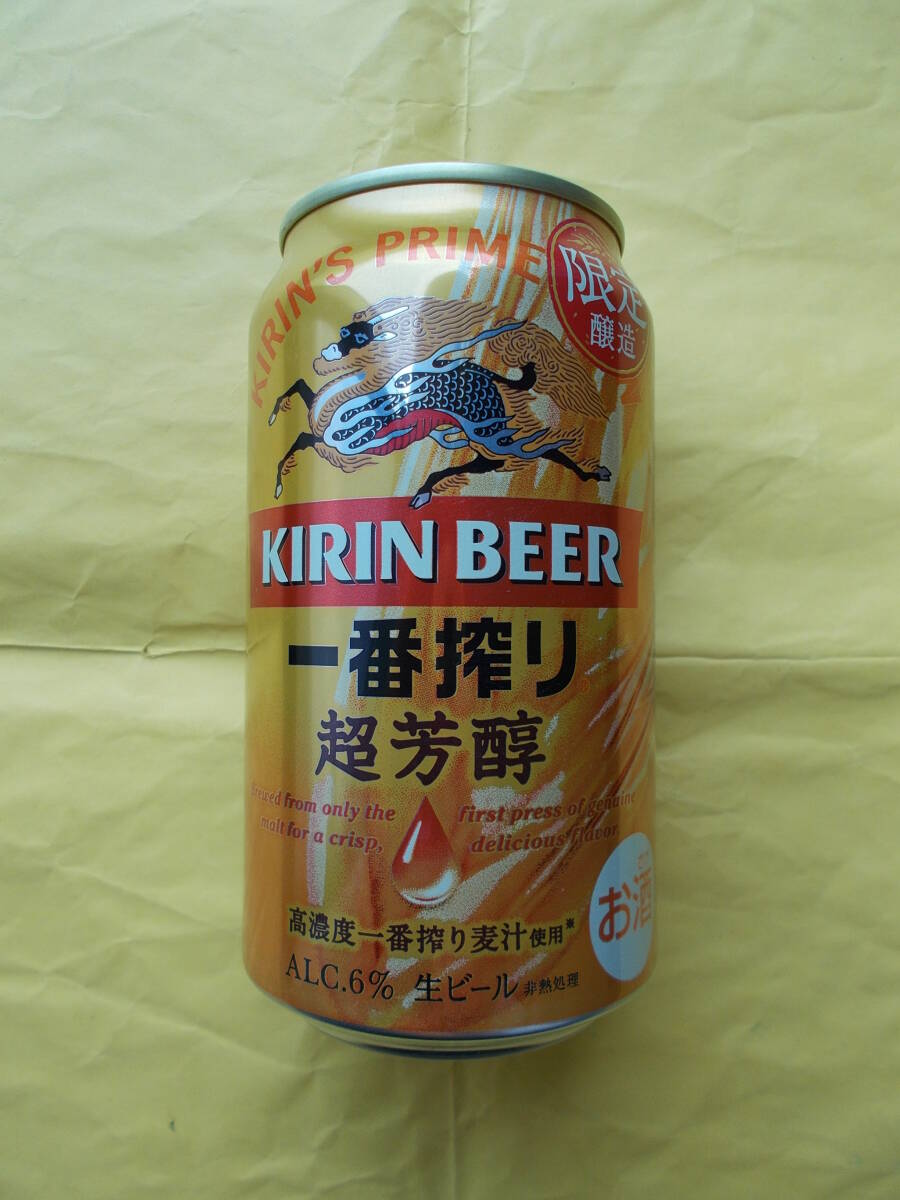 KIRIN'S PRIME
限定
醸造
KIRIN BEER
一番搾り
超芳醇
brewed from only the
malt for a crisp,
first press of genuine
delicious flavor.
高濃度一番搾り麦汁使用※
ALC.6% 生ビール 非熱処理
お酒